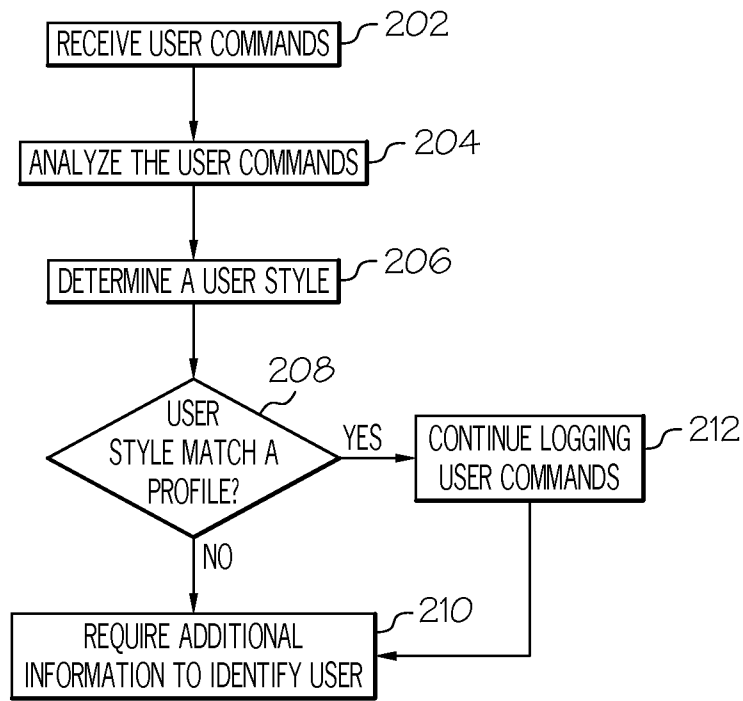 RECEIVE USER COMMANDS
202
ANALYZE THE USER COMMANDS
204
DETERMINE A USER STYLE
206
208
USER
STYLE MATCH A
PROFILE?
YES
CONTINUE LOGGING
USER COMMANDS
212
NO
210
REQUIRE ADDITIONAL
INFORMATION TO IDENTIFY USER